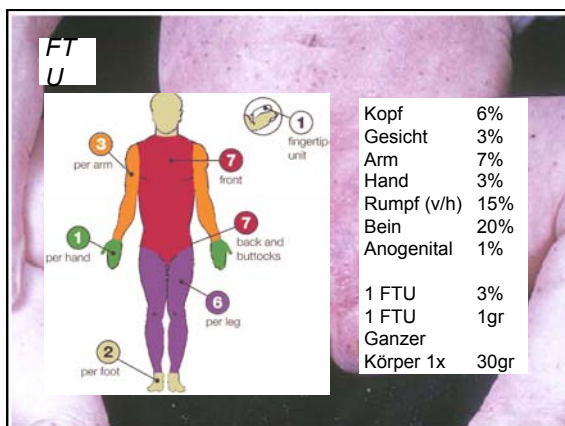 FT
U
1
fingertip
unit
3
per arm
7
front
7
back and
buttocks
1
per hand
6
per leg
2
per foot
Kopf 6%
Gesicht 3%
Arm 7%
Hand 3%
Rumpf (v/h) 15%
Bein 20%
Anogenital 1%
1 FTU 3%
1 FTU 1gr
Ganzer
Körper 1x 30gr